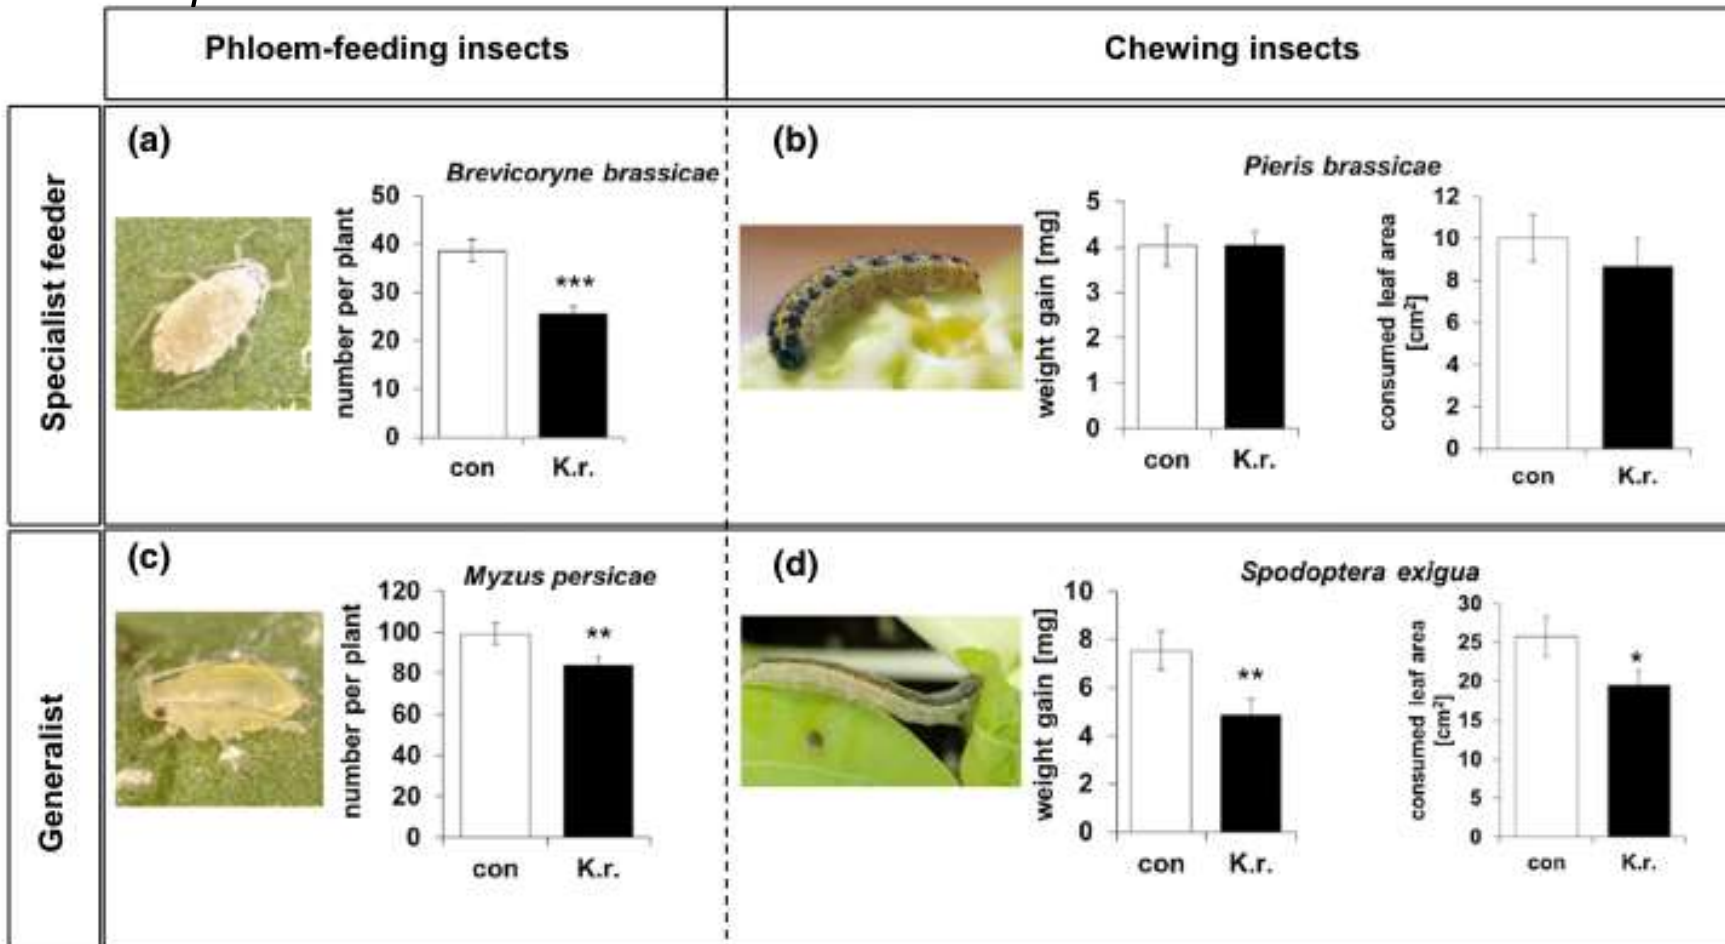 Phloem-feeding insects
Chewing insects
Specialist feeder
(a)
Brevicoryne brassicae
number per plant
50
40
30
20
10
0
***
con K.r.
(b)
Pieris brassicae
weight gain [mg]
5
4
3
2
1
0
con K.r.
consumed leaf area
[cm²]
12
10
8
6
4
2
0
con K.r.
Generalist
(c)
Myzus persicae
number per plant
120
100
80
60
40
20
0
**
con K.r.
(d)
Spodoptera exigua
weight gain [mg]
10
8
6
4
2
0
**
con K.r.
consumed leaf area
[cm²]
30
25
20
15
10
5
0
*
con K.r.